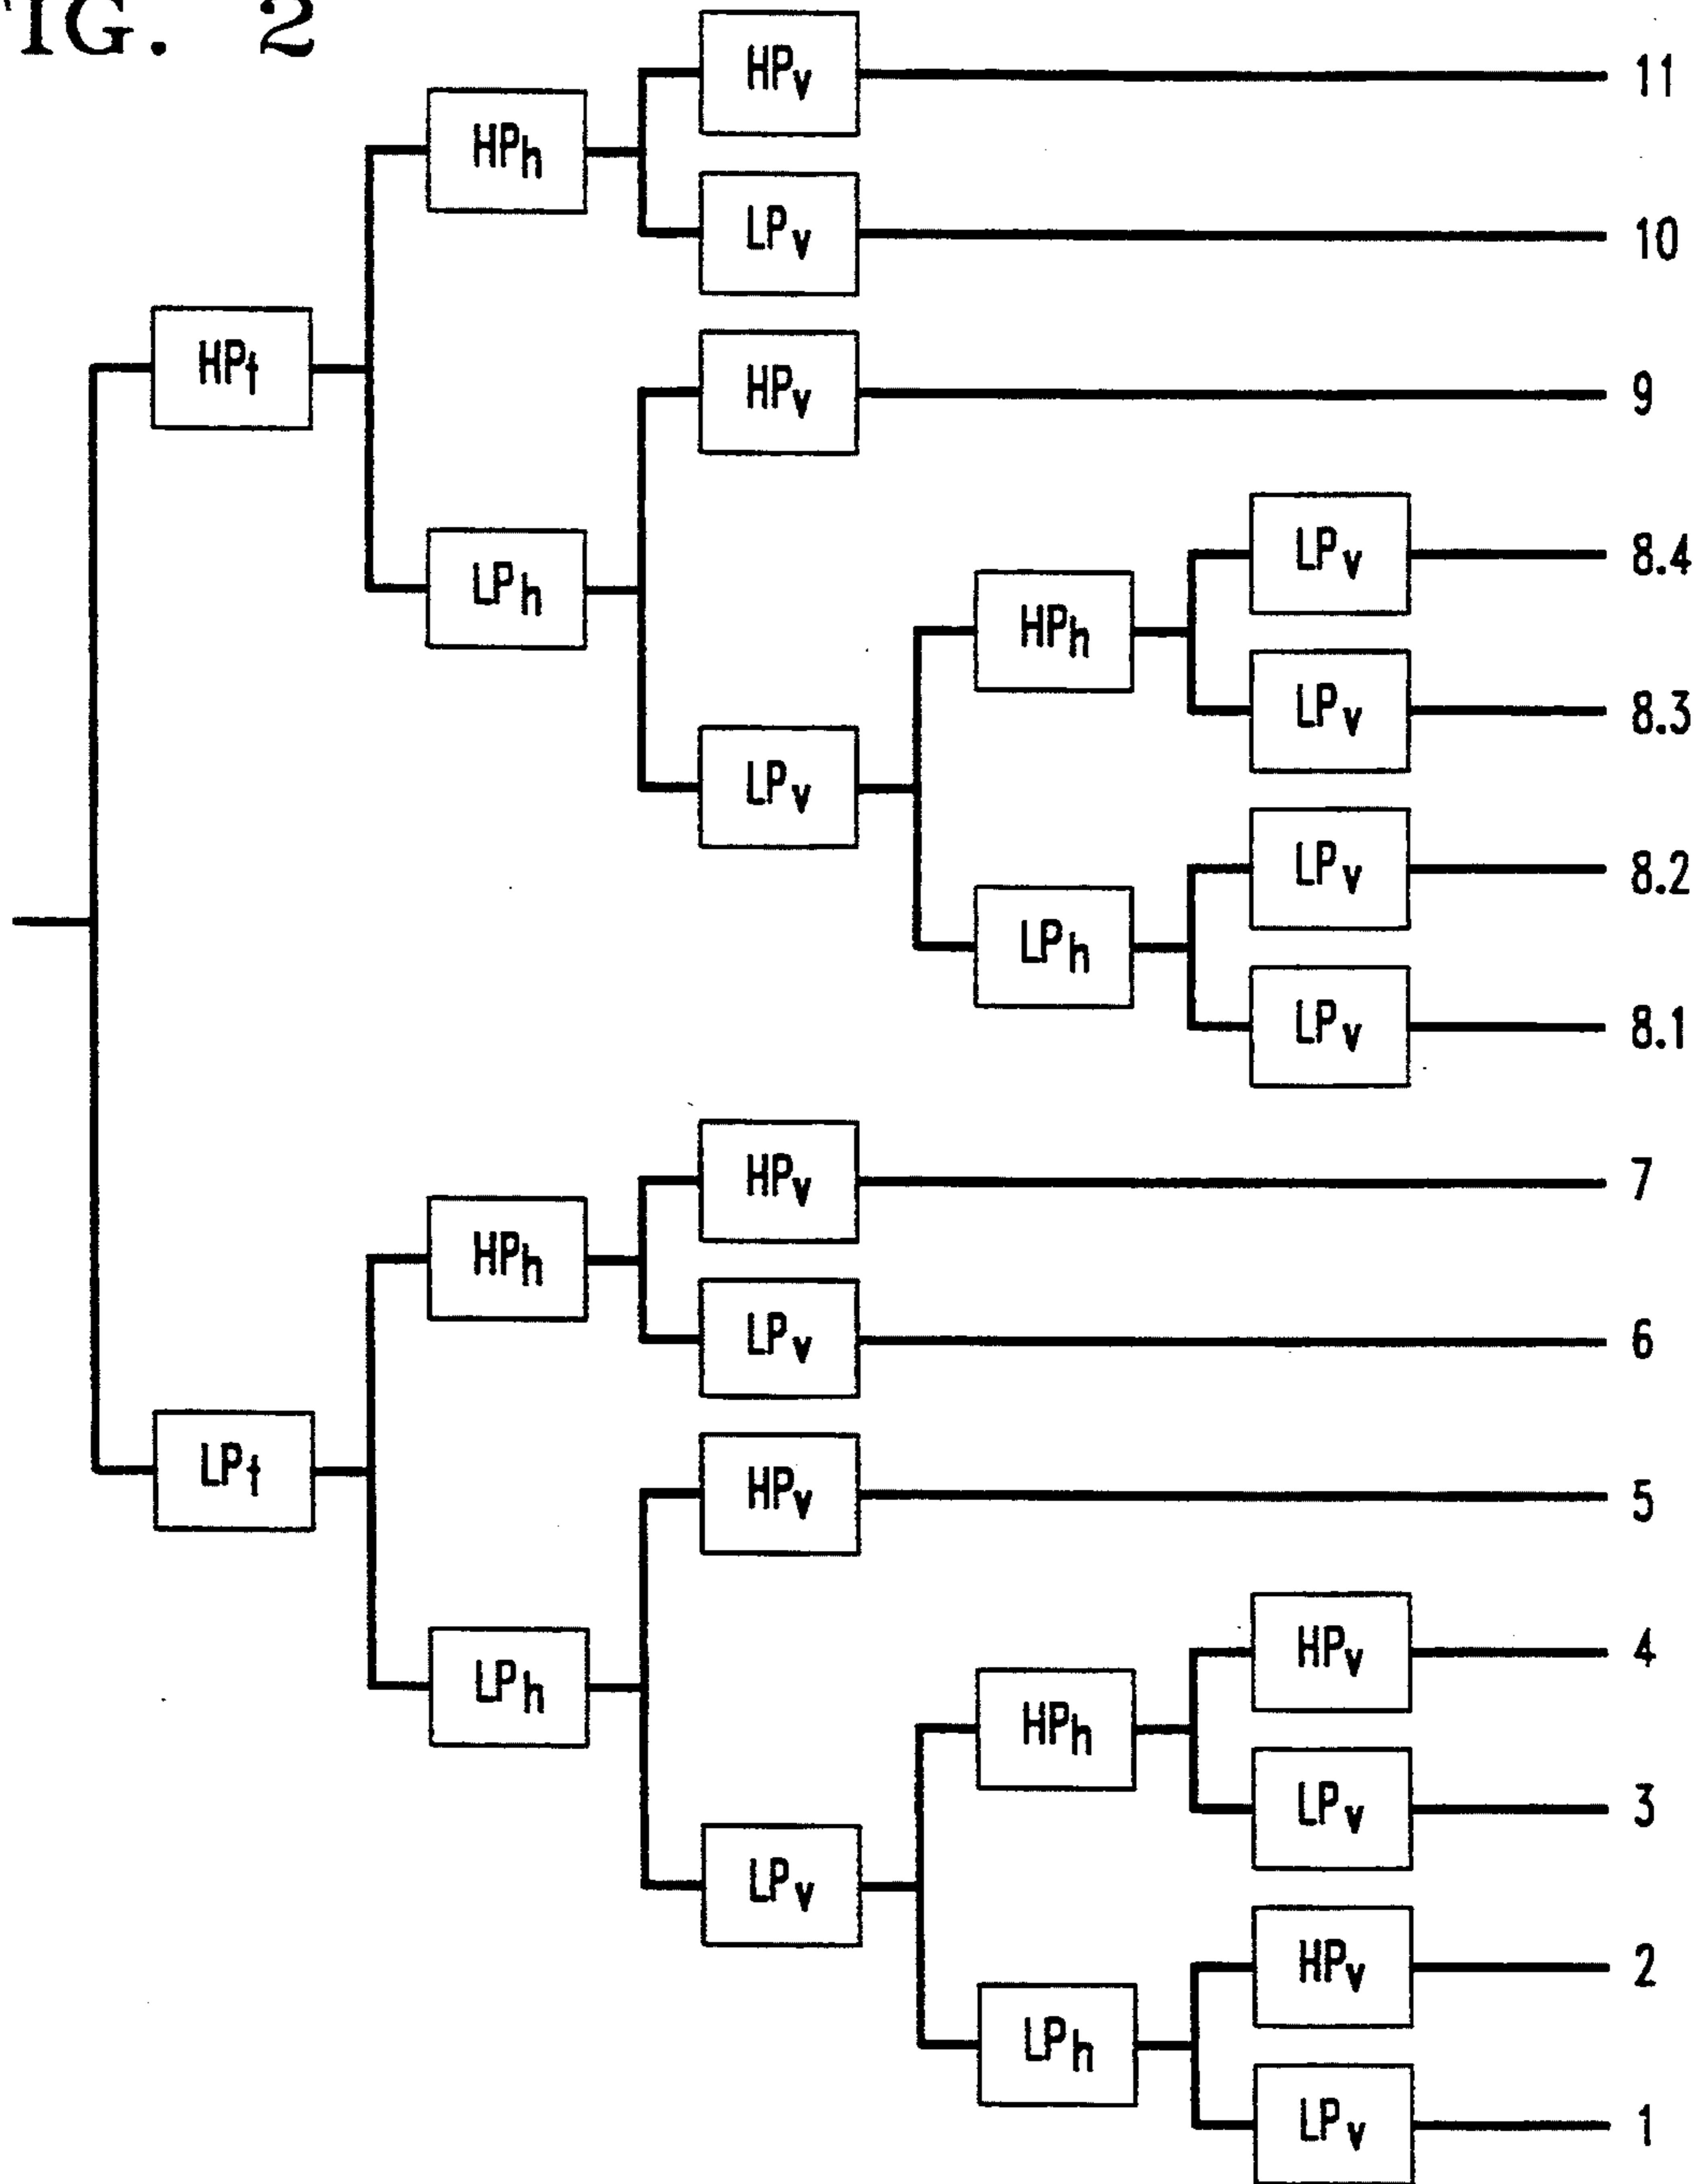 FIG. 2
HPv 11
HPh
LPv 10
HPt
HPv 9
LPv 8.4
LPh
HPh
LPv 8.3
LPv
LPv 8.2
LPh
LPv 8.1
HPv 7
HPh
LPv 6
LPt
HPv 5
HPv 4
LPh
HPh
LPv 3
LPv
HPv 2
LPh
LPv 1